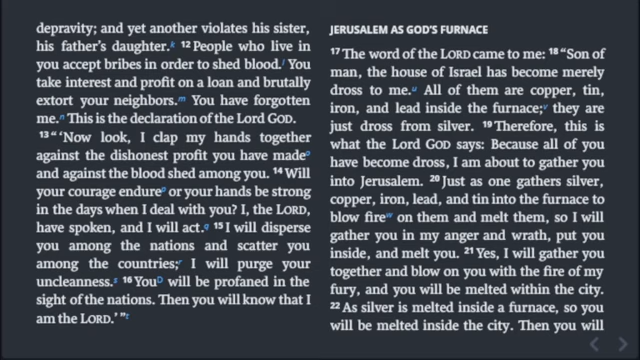 depravity; and yet another violates his sister,
his father's daughter.k 12 People who live in
you accept bribes in order to shed blood.l You
take interest and profit on a loan and brutally
extort your neighbors.m You have forgotten
me.n This is the declaration of the Lord GOD.
13 “ ‘Now look, I clap my hands together
against the dishonest profit you have madeo
and against the blood shed among you. 14 Will
your courage endurep or your hands be strong
in the days when I deal with you? I, the LORD,
have spoken, and I will act.q 15 I will disperse
you among the nations and scatter you
among the countries;r I will purge your
uncleanness.s 16 YouD will be profaned in the
sight of the nations. Then you will know that I
am the LORD.’ ”t
JERUSALEM AS GOD'S FURNACE
17 The word of the LORD came to me: 18 “Son of
man, the house of Israel has become merely
dross to me.u All of them are copper, tin,
iron, and lead inside the furnace;v they are
just dross from silver. 19 Therefore, this is
what the Lord GOD says: Because all of you
have become dross, I am about to gather you
into Jerusalem. 20 Just as one gathers silver,
copper, iron, lead, and tin into the furnace to
blow firew on them and melt them, so I will
gather you in my anger and wrath, put you
inside, and melt you. 21 Yes, I will gather you
together and blow on you with the fire of my
fury, and you will be melted within the city.
22 As silver is melted inside a furnace, so you
will be melted inside the city. Then you will